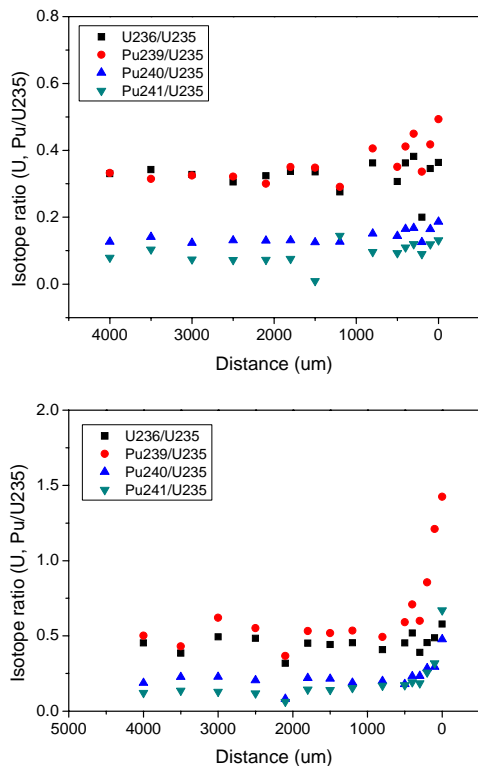 0.8
0.6
0.4
0.2
0.0
Isotope ratio (U, Pu/U235)
U236/U235
Pu239/U235
Pu240/U235
Pu241/U235
4000 3000 2000 1000 0
Distance (um)
2.0
1.5
1.0
0.5
0.0
Isotope ratio (U, Pu/U235)
U236/U235
Pu239/U235
Pu240/U235
Pu241/U235
5000 4000 3000 2000 1000 0
Distance (um)